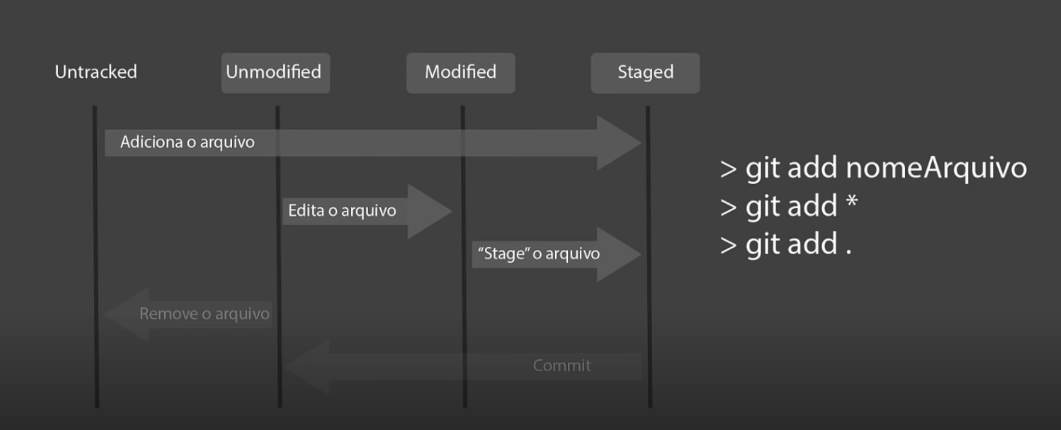 Untracked
Unmodified
Modified
Staged
Adiciona o arquivo
Edita o arquivo
“Stage” o arquivo
Remove o arquivo
Commit
> git add nomeArquivo
> git add *
> git add .